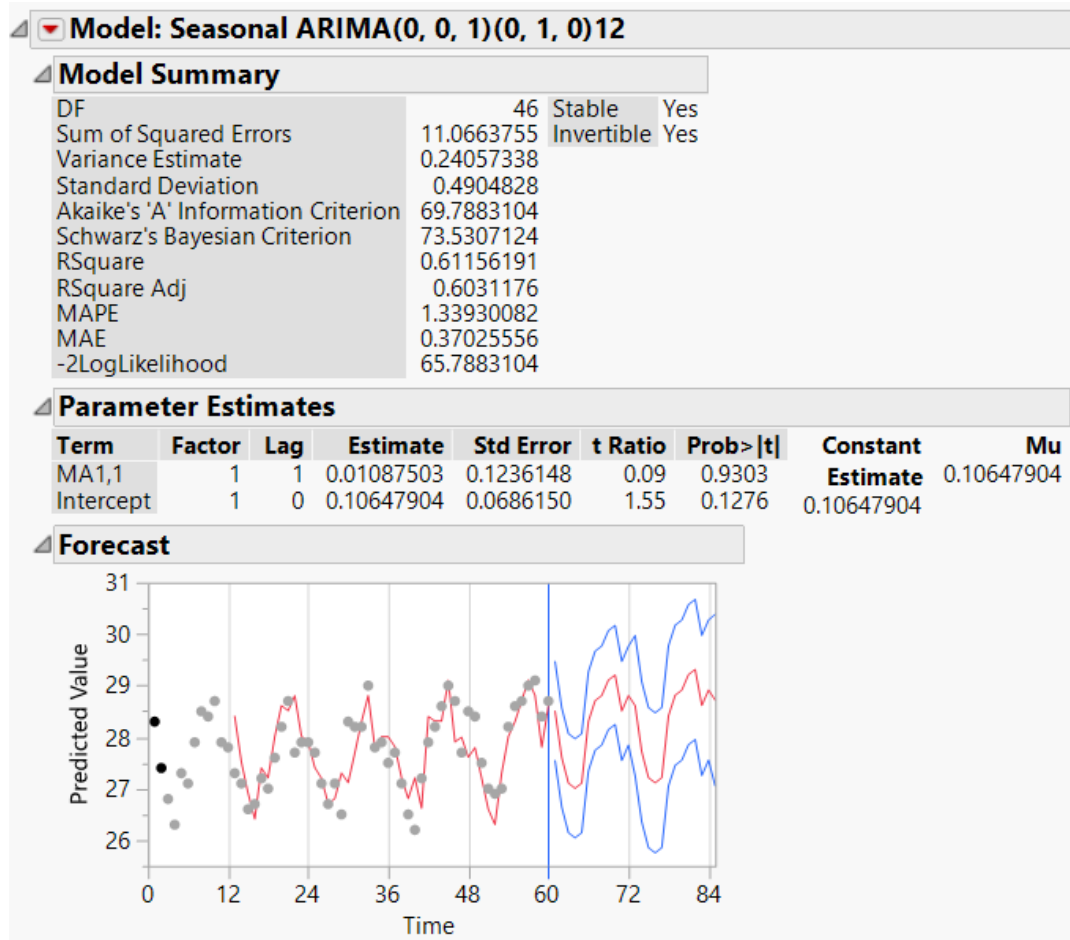 Model: Seasonal ARIMA(0, 0, 1)(0, 1, 0)12
Model Summary
DF 46 Stable Yes
Sum of Squared Errors 11.0663755 Invertible Yes
Variance Estimate 0.24057338
Standard Deviation 0.4904828
Akaike's 'A' Information Criterion 69.7883104
Schwarz's Bayesian Criterion 73.5307124
RSquare 0.61156191
RSquare Adj 0.6031176
MAPE 1.33930082
MAE 0.37025556
-2LogLikelihood 65.7883104
Parameter Estimates
Term Factor Lag Estimate Std Error t Ratio Prob>|t| Constant Estimate Mu
MA1,1 1 1 0.01087503 0.1236148 0.09 0.9303 0.10647904 0.10647904
Intercept 1 0 0.10647904 0.0686150 1.55 0.1276
Forecast
Predicted Value
31
30
29
28
27
26
0 12 24 36 48 60 72 84
Time